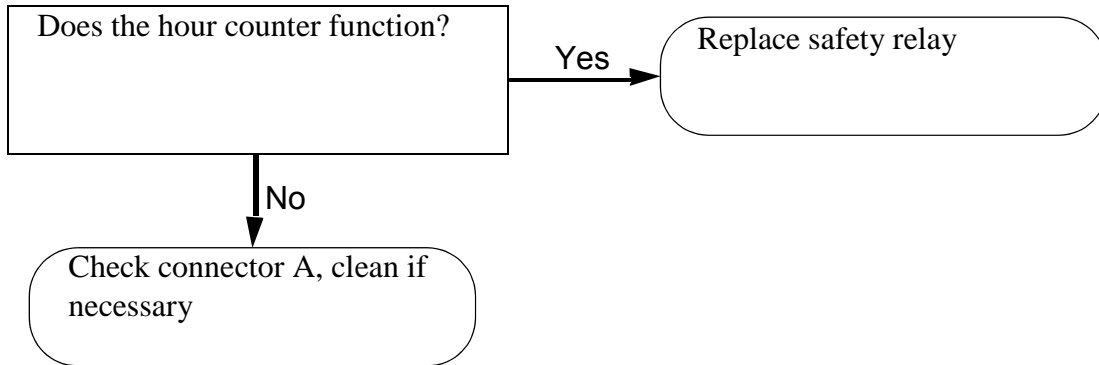 Does the hour counter function?
Yes
Replace safety relay
No
Check connector A, clean if
necessary